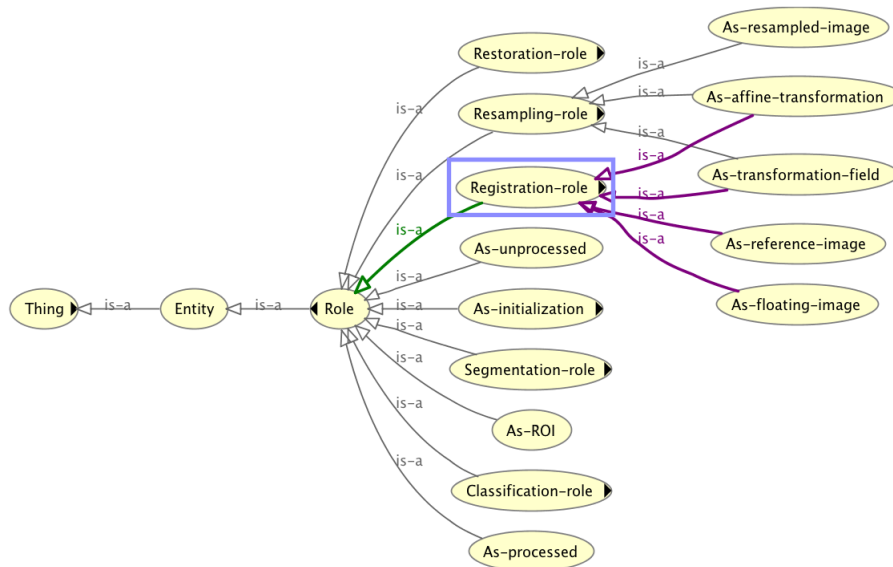 As-resampled-image
Restoration-role
is-a
is-a
As-affine-transformation
is-a
Resampling-role
is-a
is-a
is-a
As-transformation-field
is-a
Registration-role
is-a
is-a
is-a
As-reference-image
is-a
As-unprocessed
is-a
As-floating-image
Thing
is-a
Entity
is-a
Role
is-a
As-initialization
is-a
Segmentation-role
is-a
is-a
As-ROI
is-a
Classification-role
As-processed